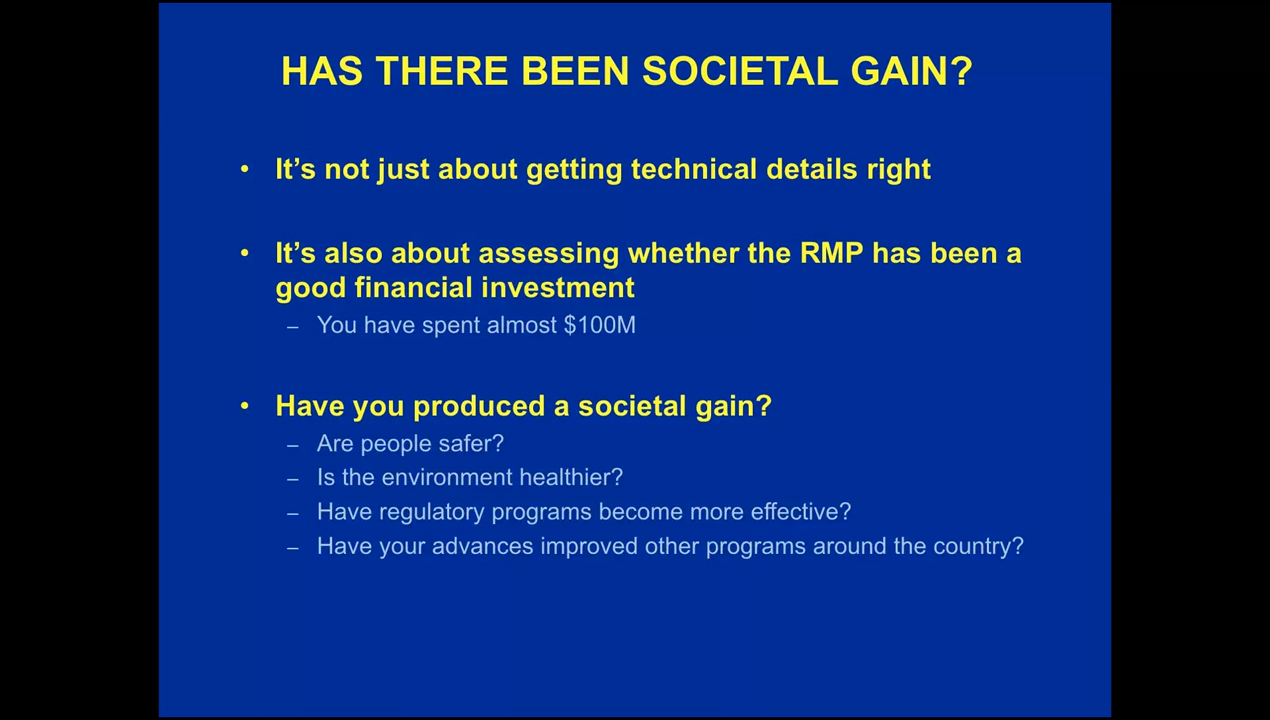 HAS THERE BEEN SOCIETAL GAIN?
• It’s not just about getting technical details right
• It’s also about assessing whether the RMP has been a
good financial investment
– You have spent almost $100M
• Have you produced a societal gain?
– Are people safer?
– Is the environment healthier?
– Have regulatory programs become more effective?
– Have your advances improved other programs around the country?